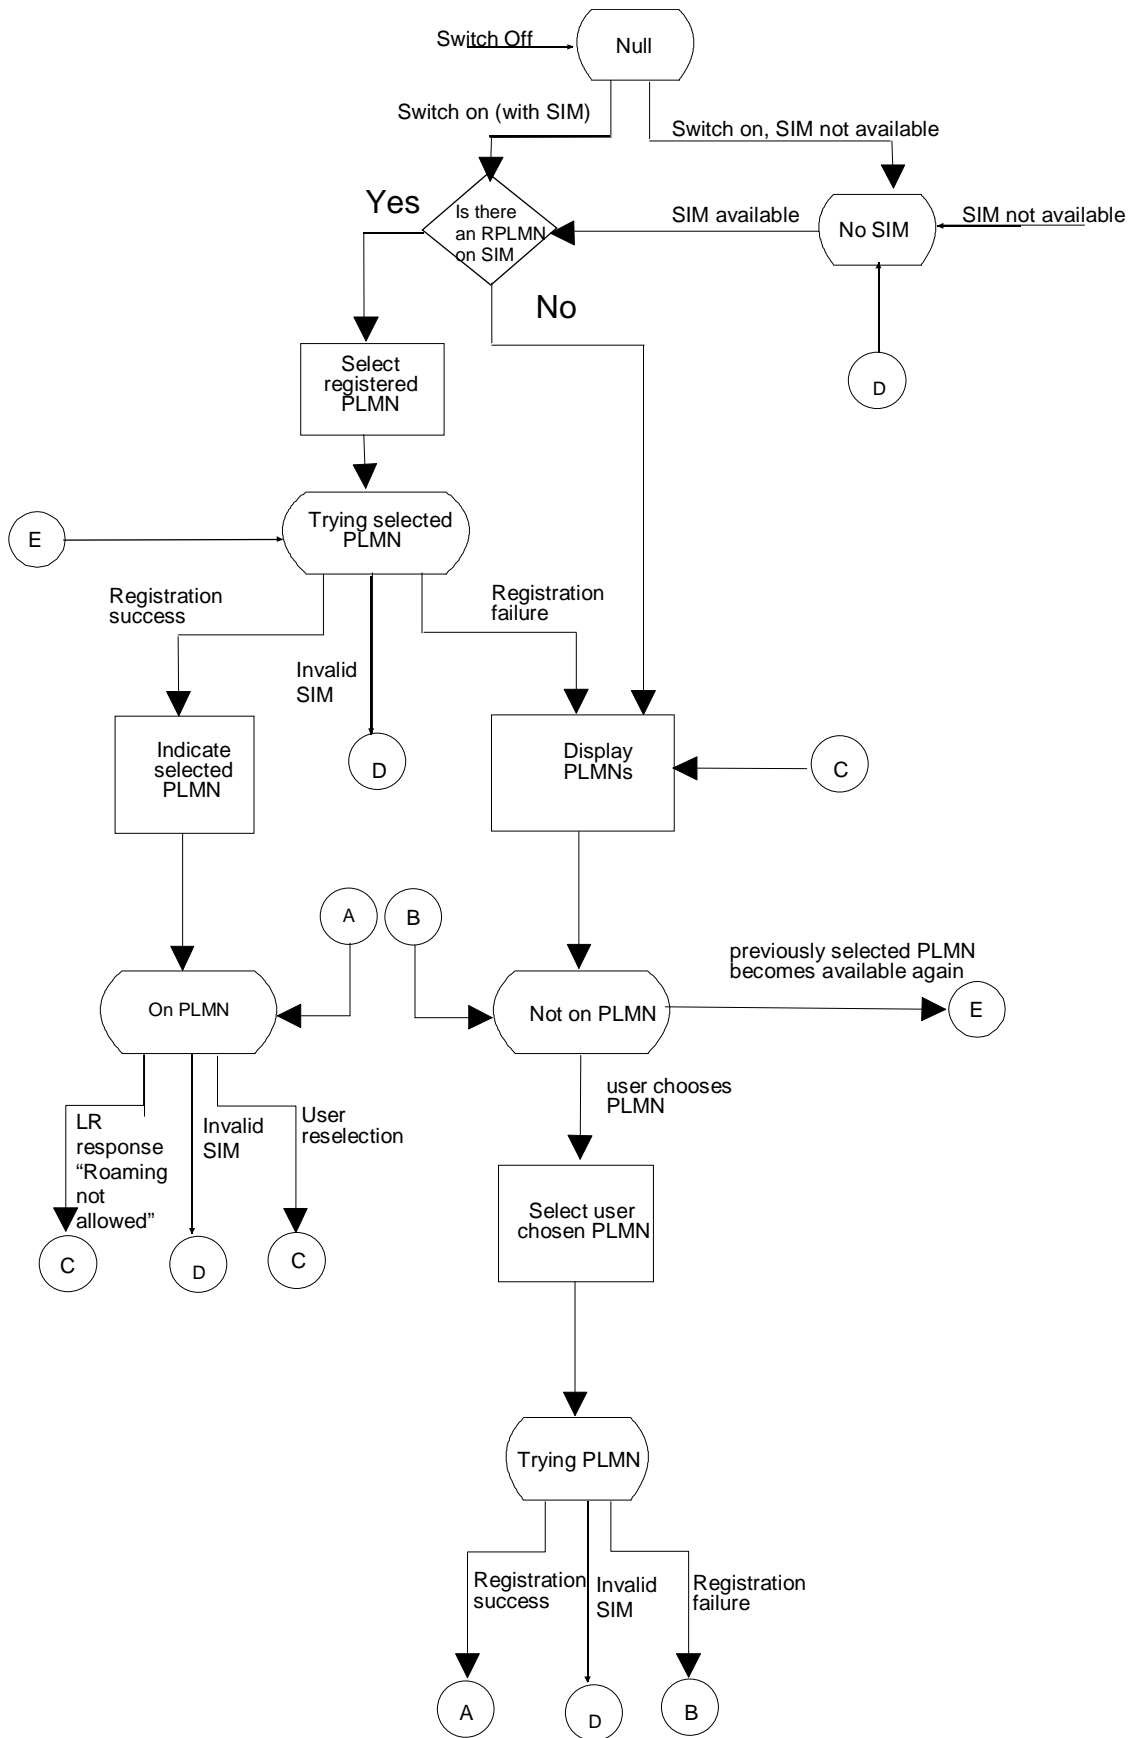 Switch Off
Null
Switch on (with SIM)
Switch on, SIM not available
Yes
Is there
an RPLMN
on SIM
SIM available
No SIM
SIM not available
No
Select
registered
PLMN
D
Trying selected
PLMN
E
Registration
success
Registration
failure
Invalid
SIM
Indicate
selected
PLMN
D
Display
PLMNs
C
A
B
previously selected PLMN
becomes available again
On PLMN
Not on PLMN
E
user chooses
PLMN
LR
response
“Roaming
not
allowed”
Invalid
SIM
User
reselection
C
D
C
Select user
chosen PLMN
Trying PLMN
Registration
success
Invalid
SIM
Registration
failure
A
D
B